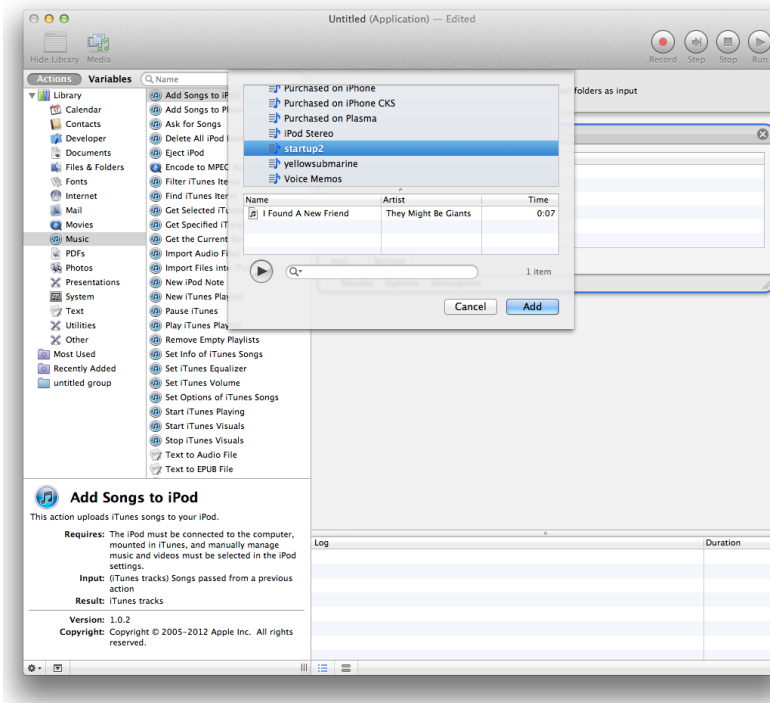 Untitled (Application) — Edited
Hide Library
Media
Record
Step
Stop
Run
Actions
Variables
Name
folders as input
Library
Calendar
Contacts
Developer
Documents
Files & Folders
Fonts
Internet
Mail
Movies
Music
PDFs
Photos
Presentations
System
Text
Utilities
Other
Most Used
Recently Added
untitled group
Add Songs to iP
Add Songs to Pl
Ask for Songs
Delete All iPod
Eject iPod
Encode to MPEG
Filter iTunes Ite
Find iTunes Iter
Get Selected iTu
Get Specified iT
Get the Current
Import Audio Fi
Import Files int
New iPod Note
New iTunes Play
Pause iTunes
Play iTunes Play
Remove Empty Playlists
Set Info of iTunes Songs
Set iTunes Equalizer
Set iTunes Volume
Set Options of iTunes Songs
Start iTunes Playing
Start iTunes Visuals
Stop iTunes Visuals
Text to Audio File
Text to EPUB File
Purchased on iPhone
Purchased on iPhone CKS
Purchased on Plasma
iPod Stereo
startup2
yellowsubmarine
Voice Memos
Name Artist Time
I Found A New Friend They Might Be Giants 0:07
Add... Remove
1 item
Results Options Description
Cancel
Add
Add Songs to iPod
This action uploads iTunes songs to your iPod.
Requires: The iPod must be connected to the computer,
mounted in iTunes, and manually manage
music and videos must be selected in the iPod
settings.
Input: (iTunes tracks) Songs passed from a previous
action
Result: iTunes tracks
Version: 1.0.2
Copyright: Copyright © 2005–2012 Apple Inc. All rights
reserved.
Log
Duration